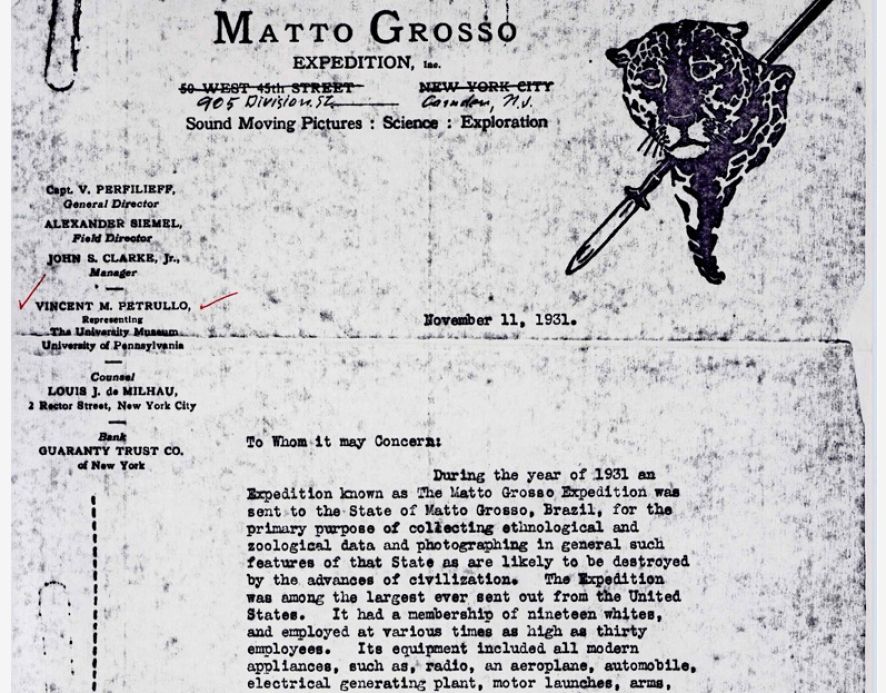 MATTO GROSSO
EXPEDITION, Inc.
50 WEST 45th STREET NEW YORK CITY
905 Division St. Camden, N.J.
Sound Moving Pictures : Science : Exploration
Capt. V. PERFILIEFF,
General Director
ALEXANDER SIEMEL,
Field Director
JOHN S. CLARKE, Jr.,
Manager
VINCENT M. PETRULLO,
Representing
The University Museum
University of Pennsylvania
Counsel
LOUIS J. de MILHAU,
2 Rector Street, New York City
Bank
GUARANTY TRUST CO.
of New York
November 11, 1931.
To Whom it may Concern:
During the year of 1931 an
Expedition known as The Matto Grosso Expedition was
sent to the State of Matto Grosso, Brazil, for the
primary purpose of collecting ethnological and
zoological data and photographing in general such
features of that State as are likely to be destroyed
by the advances of civilization. The Expedition
was among the largest ever sent out from the United
States. It had a membership of nineteen whites,
and employed at various times as high as thirty
employees. Its equipment included all modern
appliances, such as, radio, an aeroplane, automobile,
electrical generating plant, motor launches, arms,